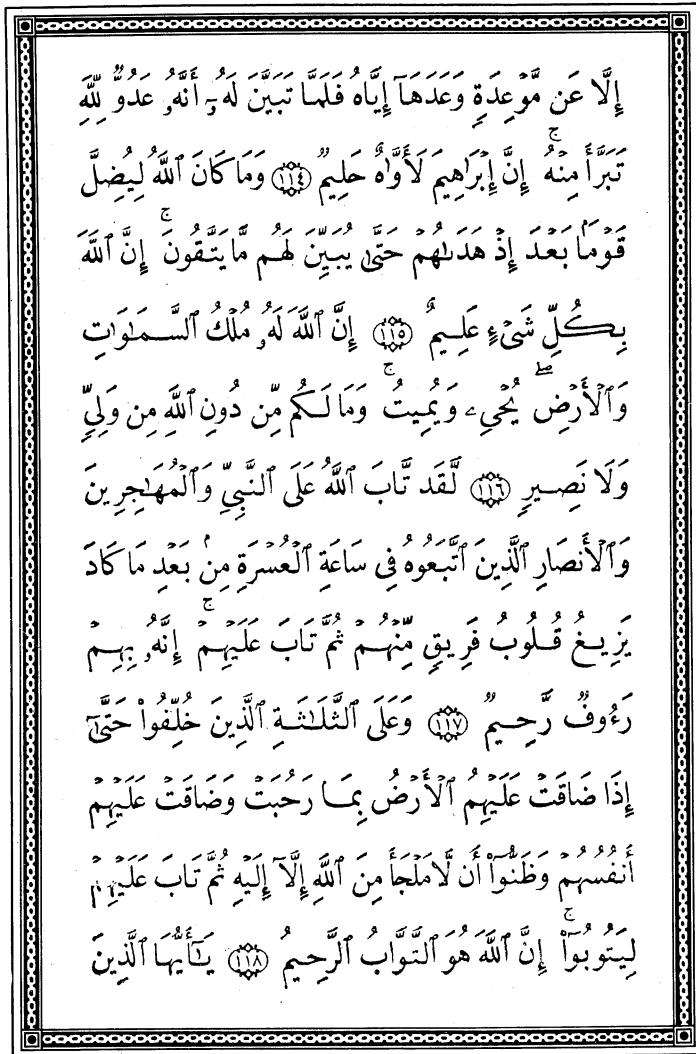 إِلَّا عَن مَّوْعِدَةٍ وَعَدَهَآ إِيَّاهُ فَلَمَّا تَبَيَّنَ لَهُۥٓ أَنَّهُۥ عَدُوٌّ لِّلَّهِ
تَبَرَّأَ مِنْهُ ۚ إِنَّ إِبْرَٰهِيمَ لَأَوَّٰهٌ حَلِيمٌ ﴿١١٤﴾ وَمَا كَانَ ٱللَّهُ لِيُضِلَّ
قَوْمًۢا بَعْدَ إِذْ هَدَىٰهُمْ حَتَّىٰ يُبَيِّنَ لَهُم مَّا يَتَّقُونَ ۚ إِنَّ ٱللَّهَ
بِكُلِّ شَىْءٍ عَلِيمٌ ﴿١١٥﴾ إِنَّ ٱللَّهَ لَهُۥ مُلْكُ ٱلسَّمَٰوَٰتِ
وَٱلْأَرْضِ ۖ يُحْىِۦ وَيُمِيتُ ۚ وَمَا لَكُم مِّن دُونِ ٱللَّهِ مِن وَلِىٍّ
وَلَا نَصِيرٍ ﴿١١٦﴾ لَّقَد تَّابَ ٱللَّهُ عَلَى ٱلنَّبِىِّ وَٱلْمُهَٰجِرِينَ
وَٱلْأَنصَارِ ٱلَّذِينَ ٱتَّبَعُوهُ فِى سَاعَةِ ٱلْعُسْرَةِ مِنۢ بَعْدِ مَا كَادَ
يَزِيغُ قُلُوبُ فَرِيقٍ مِّنْهُمْ ثُمَّ تَابَ عَلَيْهِمْ ۚ إِنَّهُۥ بِهِمْ
رَءُوفٌ رَّحِيمٌ ﴿١١٧﴾ وَعَلَى ٱلثَّلَٰثَةِ ٱلَّذِينَ خُلِّفُوا۟ حَتَّىٰٓ
إِذَا ضَاقَتْ عَلَيْهِمُ ٱلْأَرْضُ بِمَا رَحُبَتْ وَضَاقَتْ عَلَيْهِمْ
أَنفُسُهُمْ وَظَنُّوٓا۟ أَن لَّا مَلْجَأَ مِنَ ٱللَّهِ إِلَّآ إِلَيْهِ ثُمَّ تَابَ عَلَيْهِمْ
لِيَتُوبُوٓا۟ ۚ إِنَّ ٱللَّهَ هُوَ ٱلتَّوَّابُ ٱلرَّحِيمُ ﴿١١٨﴾ يَٰٓأَيُّهَا ٱلَّذِينَ